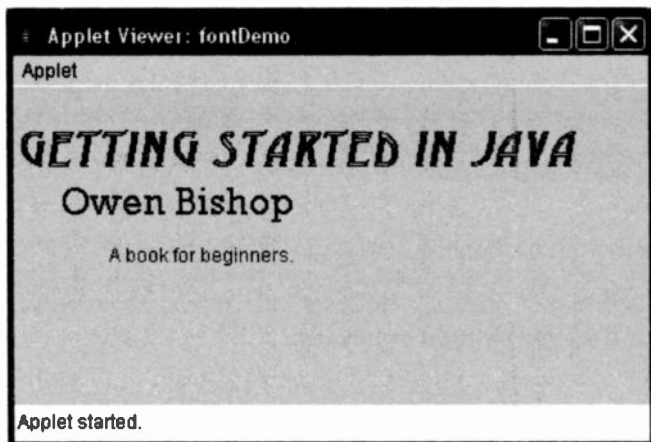 Applet Viewer: fontDemo
Applet
GETTING STARTED IN JAVA
Owen Bishop
A book for beginners.
Applet started.